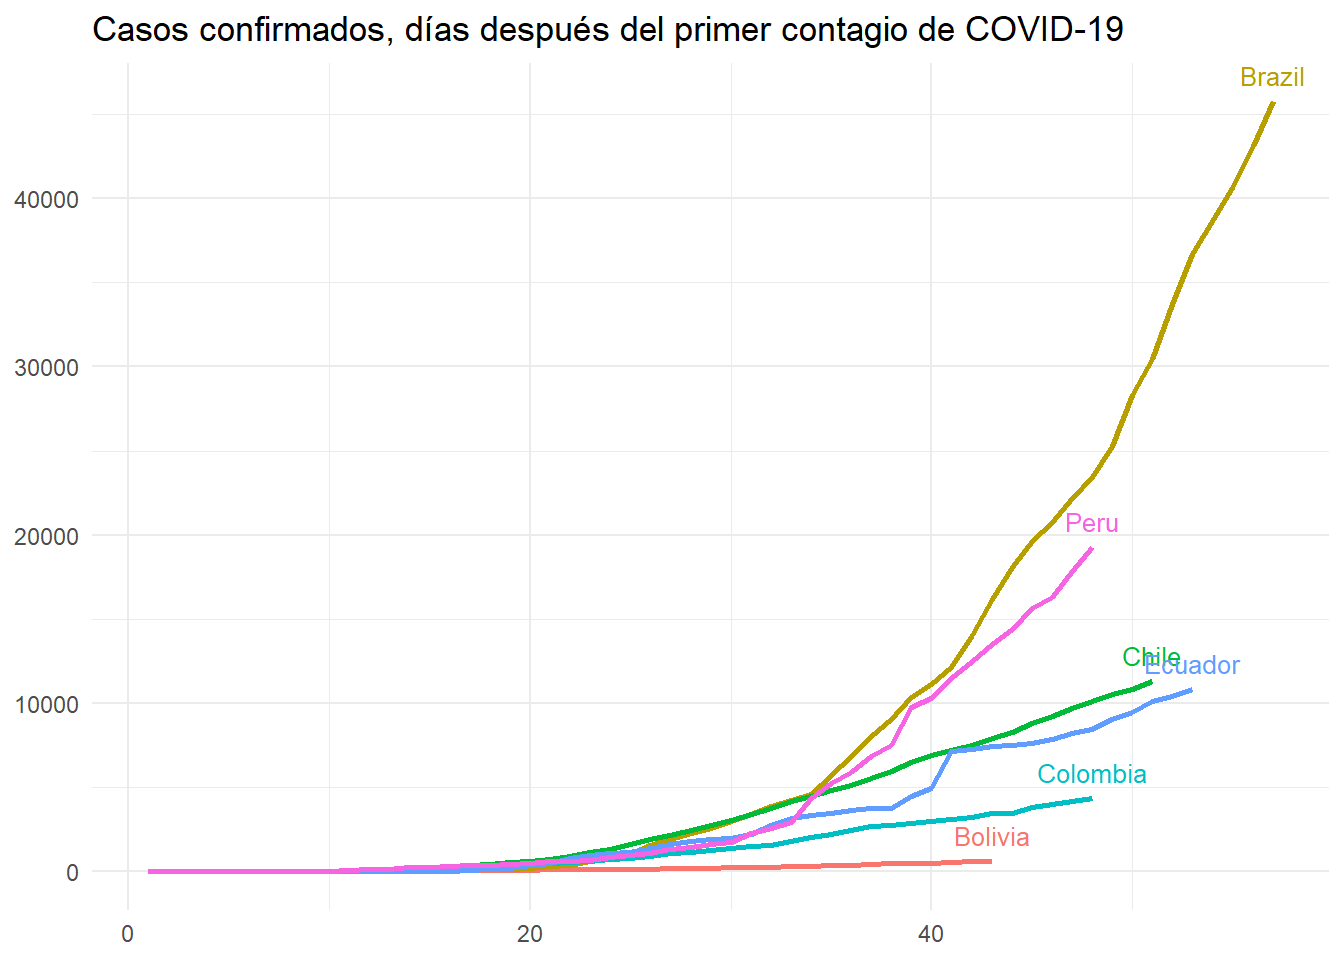 Casos confirmados, días después del primer contagio de COVID-19
Brazil
40000
30000
20000
Peru
Chile
Ecuador
10000
Colombia
Bolivia
0
0
20
40